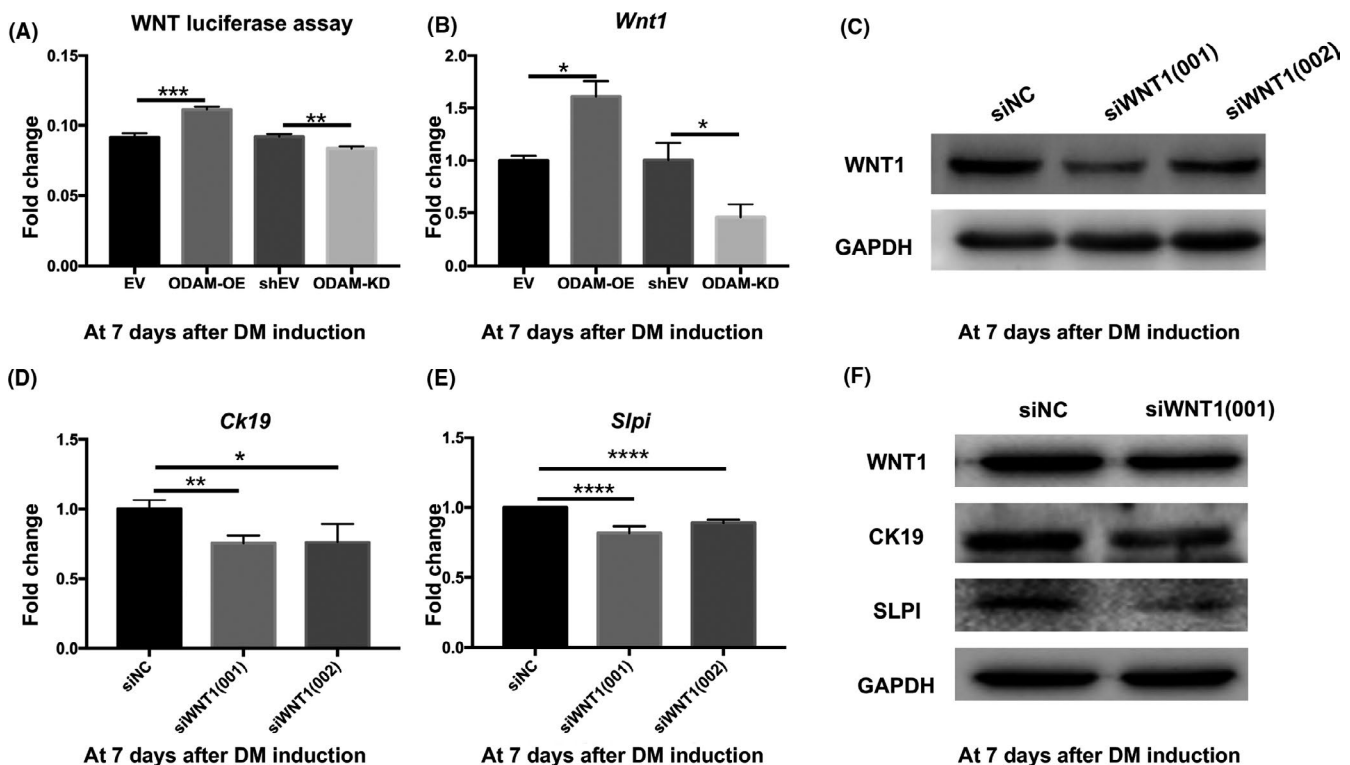 (A)
WNT luciferase assay
Fold change
0.15
0.10
0.05
0.00
***
**
EV ODAM-OE shEV ODAM-KD
At 7 days after DM induction
(B)
Wnt1
Fold change
2.0
1.5
1.0
0.5
0.0
*
*
EV ODAM-OE shEV ODAM-KD
At 7 days after DM induction
(C)
siNC siWNT1(001) siWNT1(002)
WNT1
GAPDH
At 7 days after DM induction
(D)
Ck19
Fold change
1.5
1.0
0.5
0.0
*
**
siNC siWNT1(001) siWNT1(002)
At 7 days after DM induction
(E)
Slpi
Fold change
1.5
1.0
0.5
0.0
****
****
siNC siWNT1(001) siWNT1(002)
At 7 days after DM induction
(F)
siNC siWNT1(001)
WNT1
CK19
SLPI
GAPDH
At 7 days after DM induction